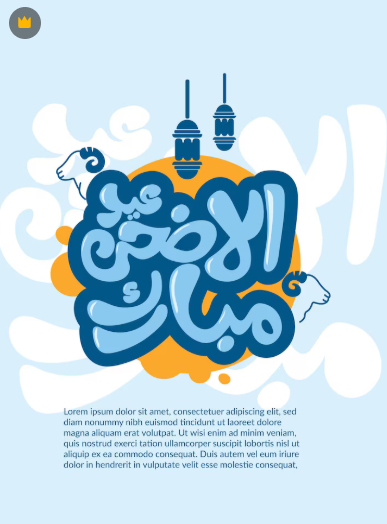 عيد
الأضحى
مبارك
Lorem ipsum dolor sit amet, consectetuer adipiscing elit, sed
diam nonummy nibh euismod tincidunt ut laoreet dolore
magna aliquam erat volutpat. Ut wisi enim ad minim veniam,
quis nostrud exerci tation ullamcorper suscipit lobortis nisl ut
aliquip ex ea commodo consequat. Duis autem vel eum iriure
dolor in hendrerit in vulputate velit esse molestie consequat,